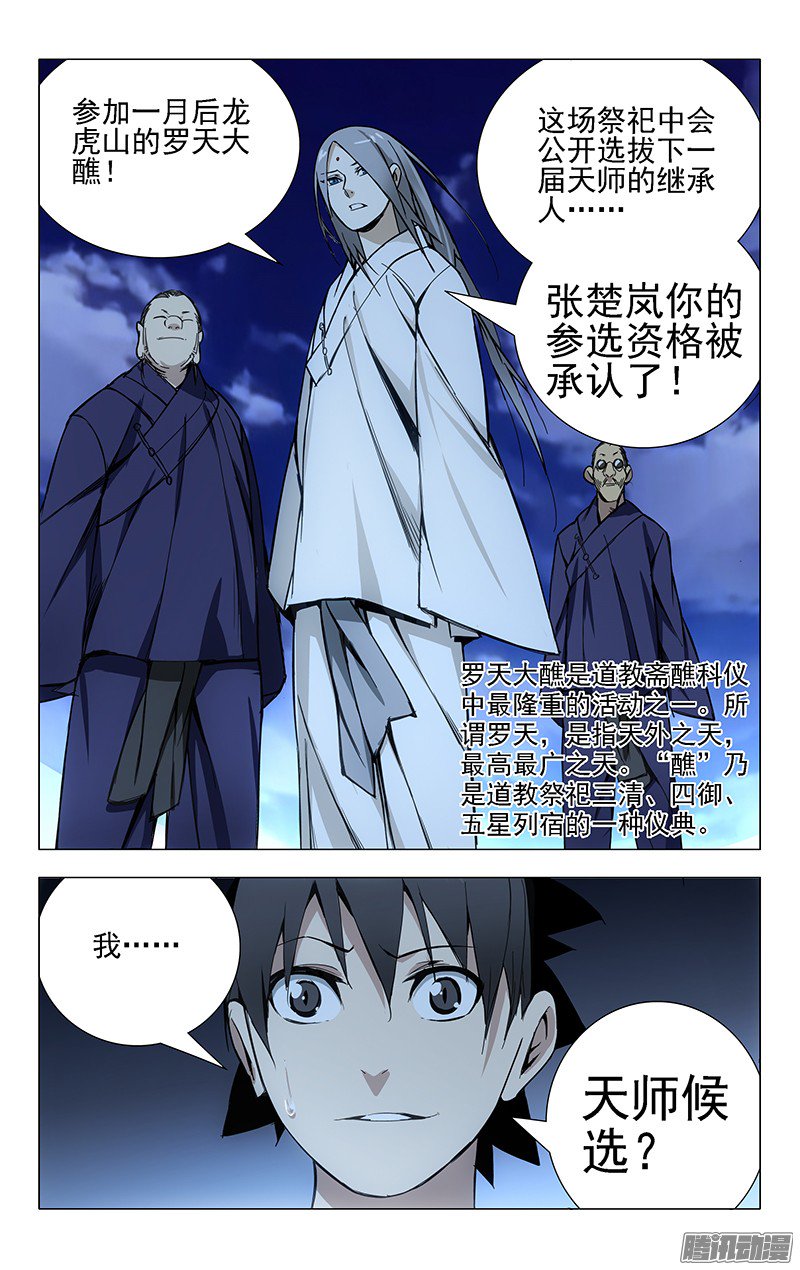 参加一月后龙
虎山的罗天大
醮！
这场祭祀中会
公开选拔下一
届天师的继承
人……
张楚岚你的
参选资格被
承认了！
罗天大醮是道教斋醮科仪
中最隆重的活动之一。所
谓罗天，是指天外之天，
最高最广之天。“醮”乃
是道教祭祀三清、四御、
五星列宿的一种仪典。
我……
天师候
选？
腾讯动漫